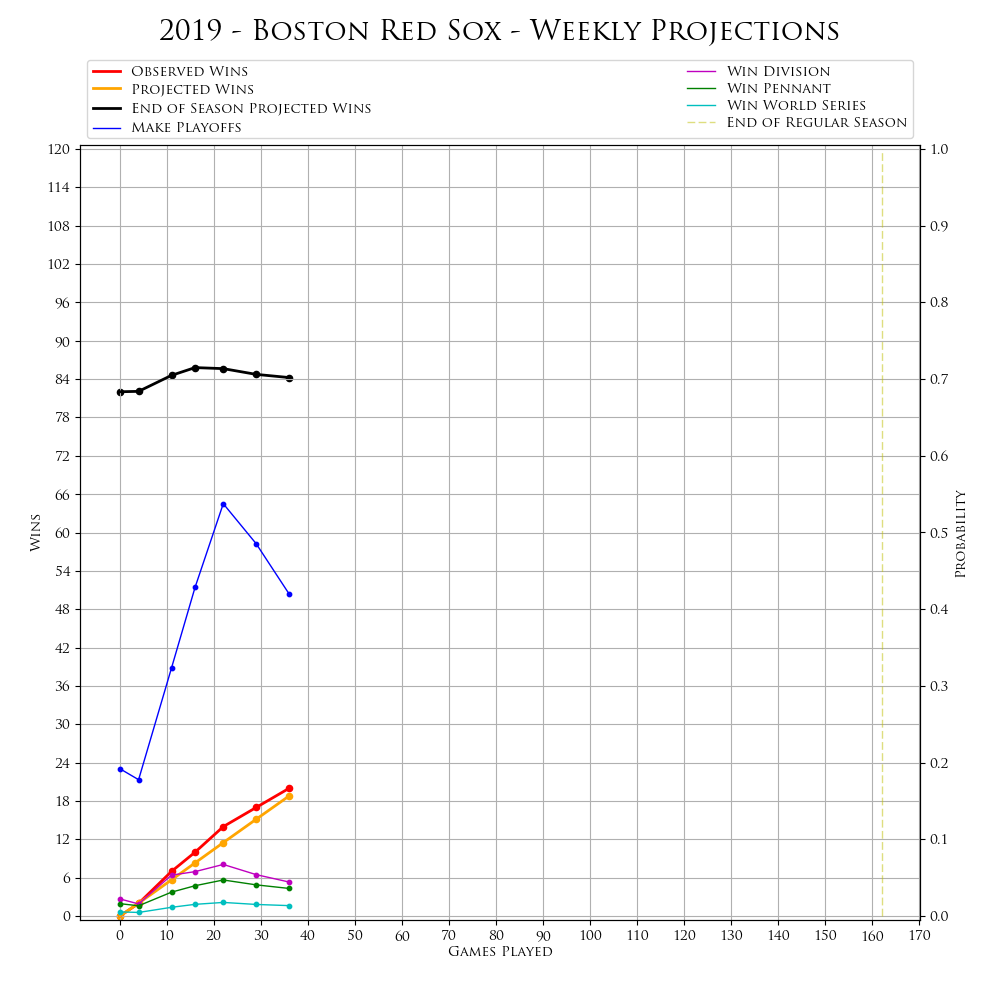 2019 - Boston Red Sox - Weekly Projections
Observed Wins
Projected Wins
End of Season Projected Wins
Make Playoffs
Win Division
Win Pennant
Win World Series
End of Regular Season
120
114
108
102
96
90
84
78
72
66
60
54
48
42
36
30
24
18
12
6
0
Wins
1.0
0.9
0.8
0.7
0.6
0.5
0.4
0.3
0.2
0.1
0.0
Probability
0 10 20 30 40 50 60 70 80 90 100 110 120 130 140 150 160 170
Games Played